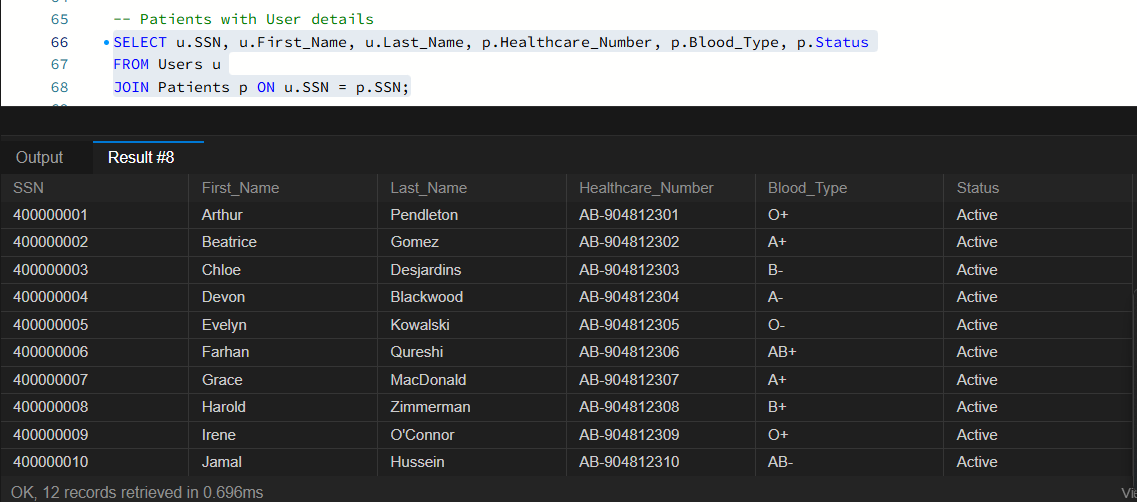 65 -- Patients with User details
66 SELECT u.SSN, u.First_Name, u.Last_Name, p.Healthcare_Number, p.Blood_Type, p.Status
67 FROM Users u
68 JOIN Patients p ON u.SSN = p.SSN;
Output Result #8
SSN First_Name Last_Name Healthcare_Number Blood_Type Status
400000001 Arthur Pendleton AB-904812301 O+ Active
400000002 Beatrice Gomez AB-904812302 A+ Active
400000003 Chloe Desjardins AB-904812303 B- Active
400000004 Devon Blackwood AB-904812304 A- Active
400000005 Evelyn Kowalski AB-904812305 O- Active
400000006 Farhan Qureshi AB-904812306 AB+ Active
400000007 Grace MacDonald AB-904812307 A+ Active
400000008 Harold Zimmerman AB-904812308 B+ Active
400000009 Irene O'Connor AB-904812309 O+ Active
400000010 Jamal Hussein AB-904812310 AB- Active
OK, 12 records retrieved in 0.696ms